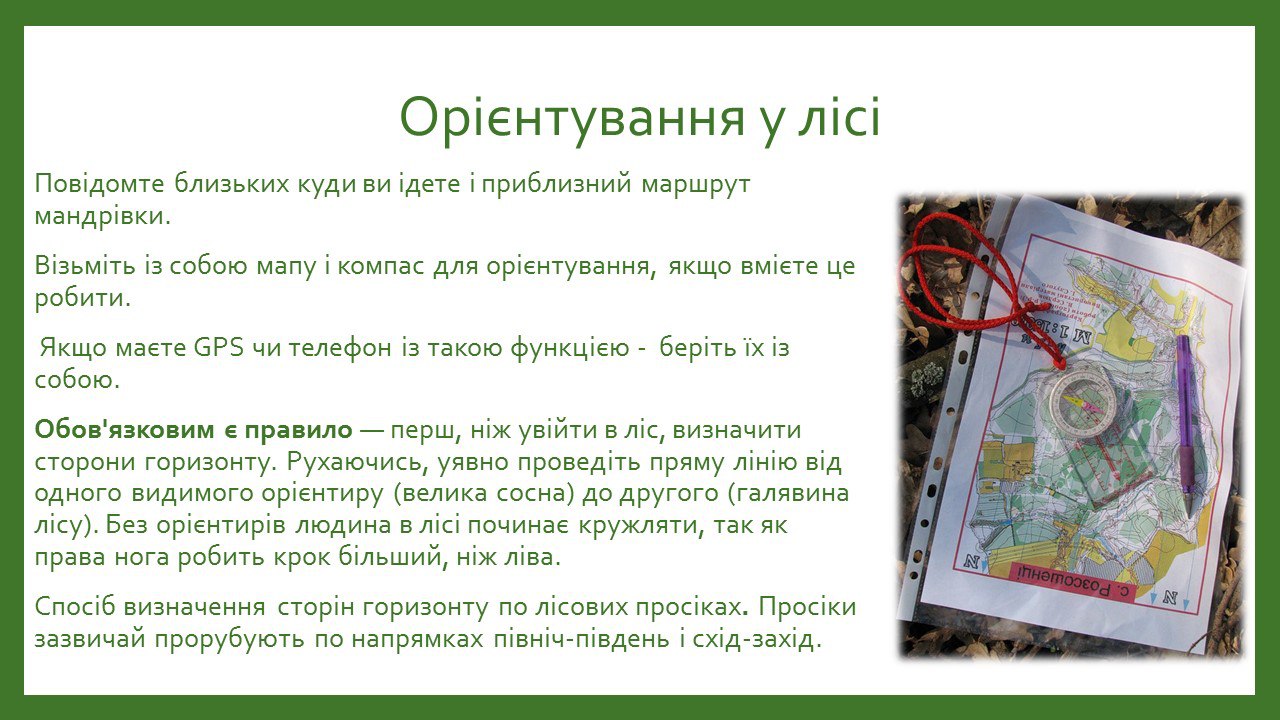 Орієнтування у лісі
Повідомте близьких куди ви ідете і приблизний маршрут
мандрівки.
Візьміть із собою мапу і компас для орієнтування, якщо вмієте це
робити.
Якщо маєте GPS чи телефон із такою функцією - беріть їх із
собою.
Обов'язковим є правило — перш, ніж увійти в ліс, визначити
сторони горизонту. Рухаючись, уявно проведіть пряму лінію від
одного видимого орієнтиру (велика сосна) до другого (галявина
лісу). Без орієнтирів людина в лісі починає кружляти, так як
права нога робить крок більший, ніж ліва.
Спосіб визначення сторін горизонту по лісових просіках. Просіки
зазвичай прорубують по напрямках північ-південь і схід-захід.
N
N
с. Розсошенці